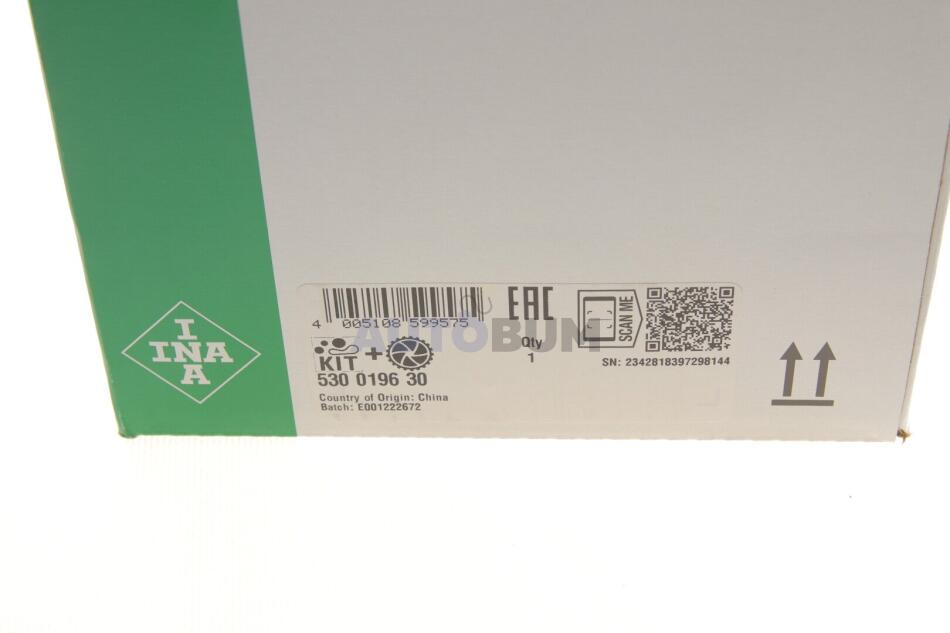 I
INA
A
4 005108 599575
EAC
SCAN ME
AUTOBUM
KIT +
Qty
1
SN: 2342818397298144
530 0196 30
Country of Origin: China
Batch: E001222672